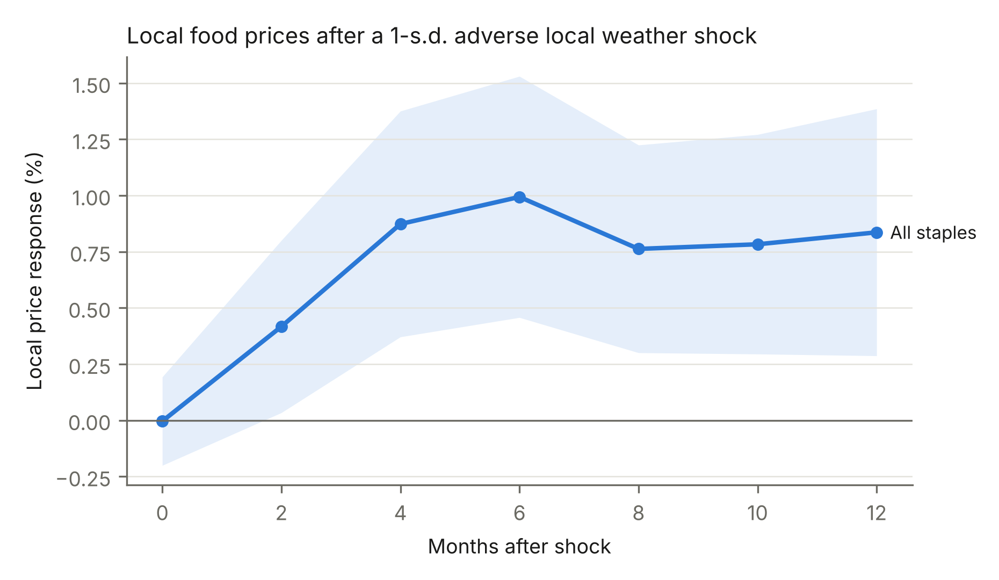 Local food prices after a 1-s.d. adverse local weather shock
Local price response (%)
1.50
1.25
1.00
0.75
0.50
0.25
0.00
−0.25
All staples
0 2 4 6 8 10 12
Months after shock